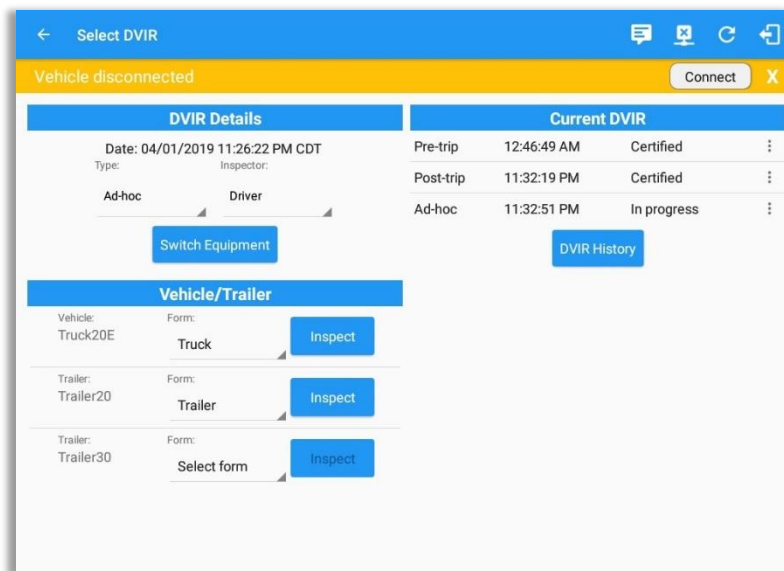 Select DVIR
Vehicle disconnected
Connect X
DVIR Details
Date: 04/01/2019 11:26:22 PM CDT
Type: Inspector:
Ad-hoc Driver
Switch Equipment
Vehicle/Trailer
Vehicle: Form:
Truck20E Truck Inspect
Trailer: Form:
Trailer20 Trailer Inspect
Trailer: Form:
Trailer30 Select form Inspect
Current DVIR
Pre-trip 12:46:49 AM Certified
Post-trip 11:32:19 PM Certified
Ad-hoc 11:32:51 PM In progress
DVIR History